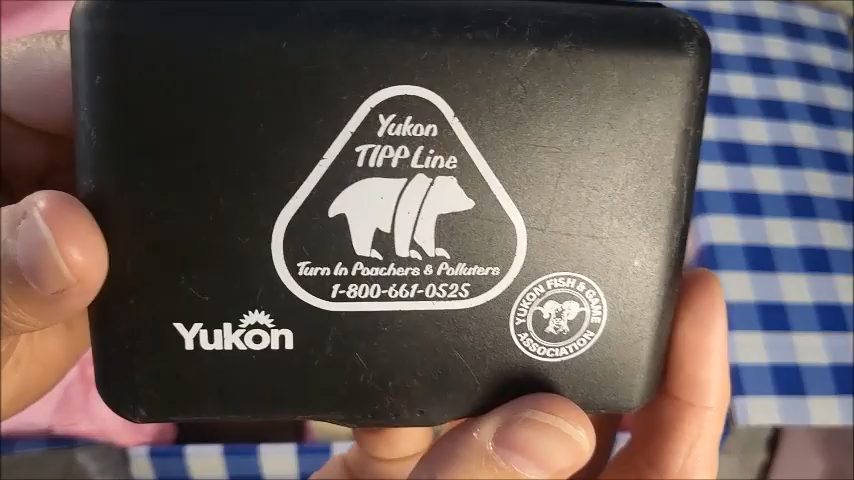 Yukon
TIPP Line
Turn In Poachers & Polluters
1-800-661-0525
Yukon
YUKON FISH & GAME
ASSOCIATION